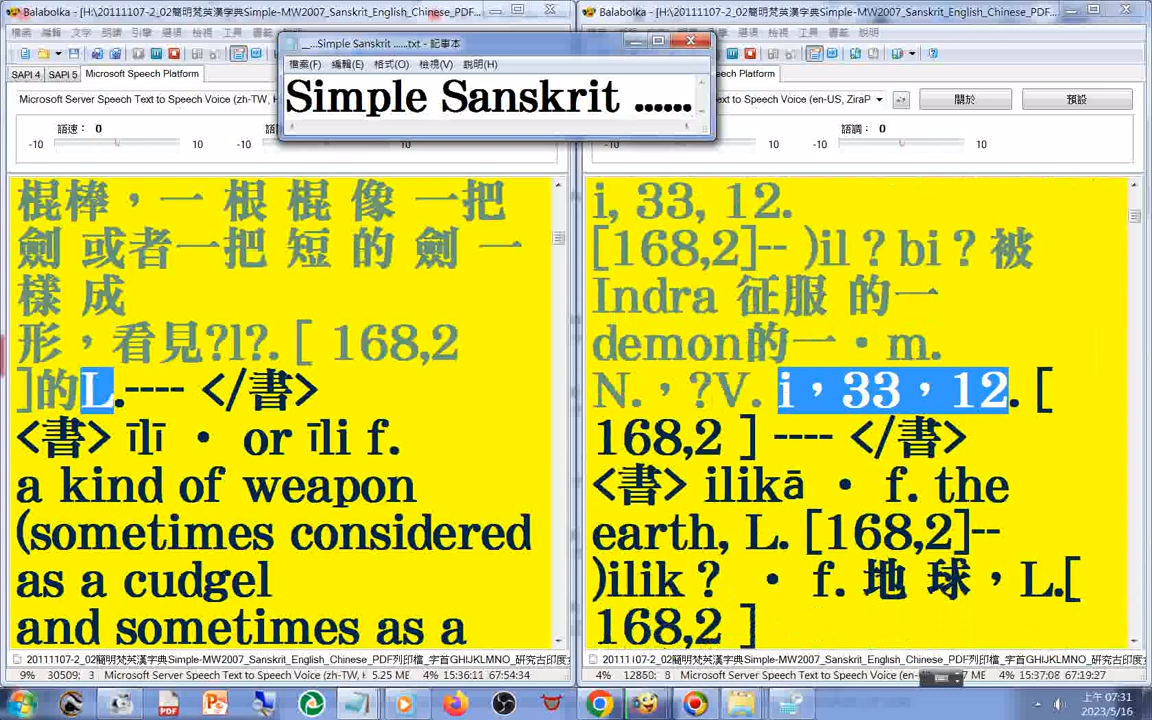 Balabolka - [H:\20111107-2_02簡明梵英漢字典Simple-MW2007_Sanskrit_English_Chinese_PDF...
Balabolka - [H:\20111107-2_02簡明梵英漢字典Simple-MW2007_Sanskrit_English_Chinese_PDF...
__...Simple Sanskrit ......txt - 記事本
檔案(F) 編輯(E) 格式(O) 檢視(V) 說明(H)
Simple Sanskrit ......
SAPI 4 SAPI 5 Microsoft Speech Platform
Microsoft Server Speech Text to Speech Voice (zh-TW, H
xt to Speech Voice (en-US, ZiraP
關於 預設
語速： 0
-10 10 -10 10
語調： 0
-10 10
棍棒，一 根 棍 像 一把
劍 或者一把 短 的 劍 一
樣 成
形，看見?l?. [ 168,2
]的L.---- </書>
<書> īlī ‧ or īli f.
a kind of weapon
(sometimes considered
as a cudgel
and sometimes as a
i, 33, 12.
[168,2]-- )il？bi？被
Indra 征服 的一
demon的一‧m.
N.，?V. i，33，12. [
168,2 ] ---- </書>
<書> ilikā ‧ f. the
earth, L. [168,2]--
)ilik？ ‧ f. 地 球，L.[
168,2 ]
20111107-2_02簡明梵英漢字典Simple-MW2007_Sanskrit_English_Chinese_PDF列印檔_字首GHIJKLMNO_研究古印度
9% 30509: 3 Microsoft Server Speech Text to Speech Voice (zh-TW, 5.25 ME 15:36:11 67:54:34
20111107-2_02簡明梵英漢字典Simple-MW2007_Sanskrit_English_Chinese_PDF列印檔_字首GHIJKLMNO_研究古印度
4% 12850: 8 Microsoft Server Speech Text to Speech 7 ME 15:37:08 67:19:27
PDF
上午 07:31
2023/5/16